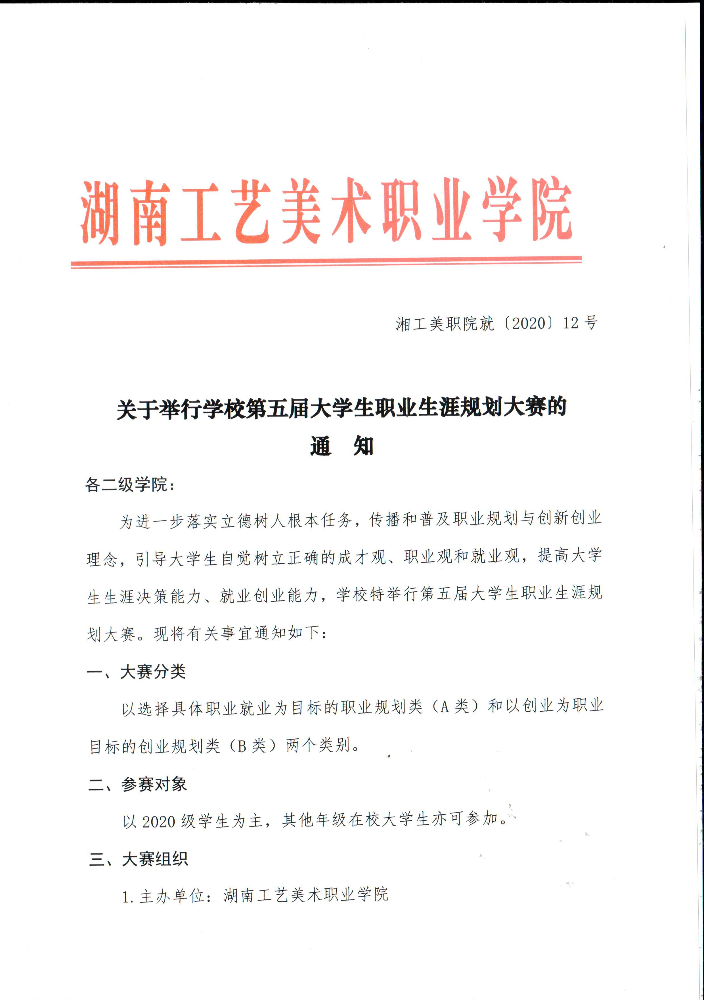 湖南工艺美术职业学院
湘工美职院就〔2020〕12号
关于举行学校第五届大学生职业生涯规划大赛的
通 知
各二级学院：
为进一步落实立德树人根本任务，传播和普及职业规划与创新创业
理念，引导大学生自觉树立正确的成才观、职业观和就业观，提高大学
生生涯决策能力、就业创业能力，学校特举行第五届大学生职业生涯规
划大赛。现将有关事宜通知如下：
一、大赛分类
以选择具体职业就业为目标的职业规划类（A 类）和以创业为职业
目标的创业规划类（B 类）两个类别。
二、参赛对象
以 2020 级学生为主，其他年级在校大学生亦可参加。
三、大赛组织
1.主办单位：湖南工艺美术职业学院